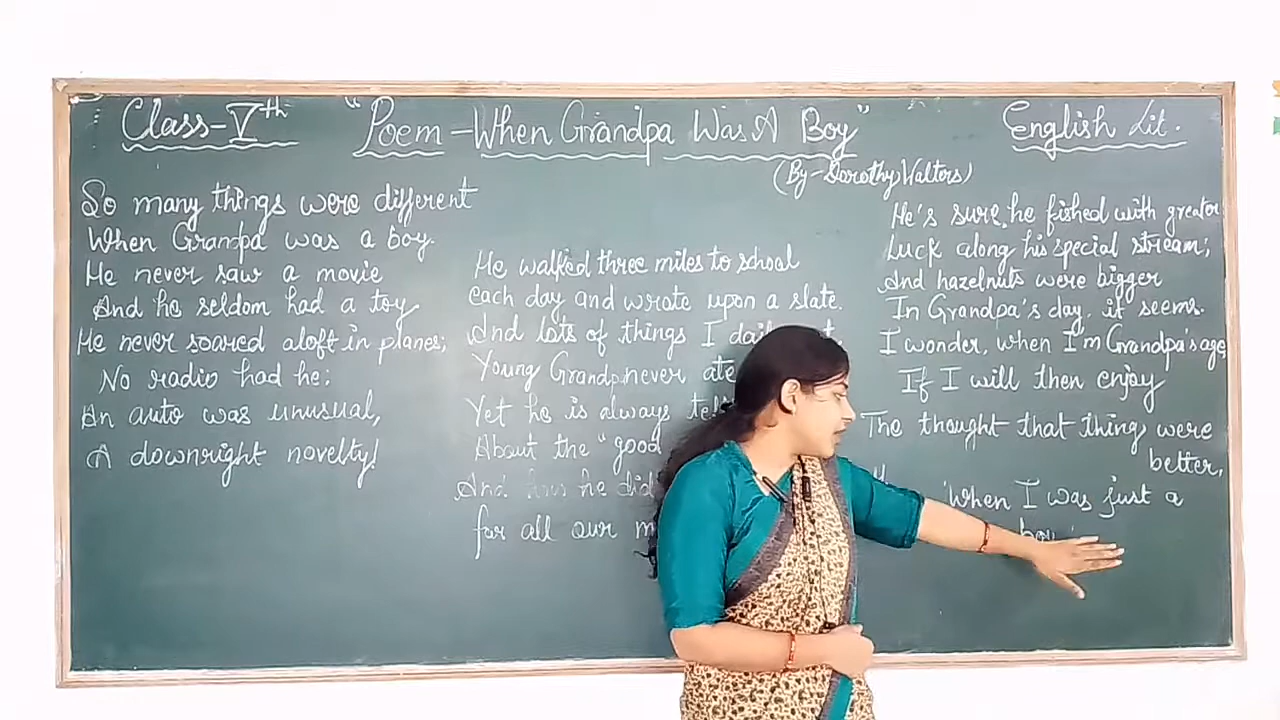 Class-Vth
"Poem-When Grandpa Was A Boy"
English Lit.
(By-Dorothy Walters)
So many things were different
When Grandpa was a boy.
He never saw a movie
And he seldom had a toy
He never soared aloft in planes;
No radio had he;
An auto was unusual,
A downright novelty!
He walked three miles to school
each day and wrote upon a slate.
And lots of things I
Young Grandpa never ate
Yet he is always
About the "good
And how he did
for all our
He's sure, he fished with greater
Luck along his special stream;
And hazelnuts were bigger
In Grandpa's day, it seems.
I wonder, when I'm Grandpa's age
If I will then enjoy
The thought that thing were
better,
When I was just a
boy